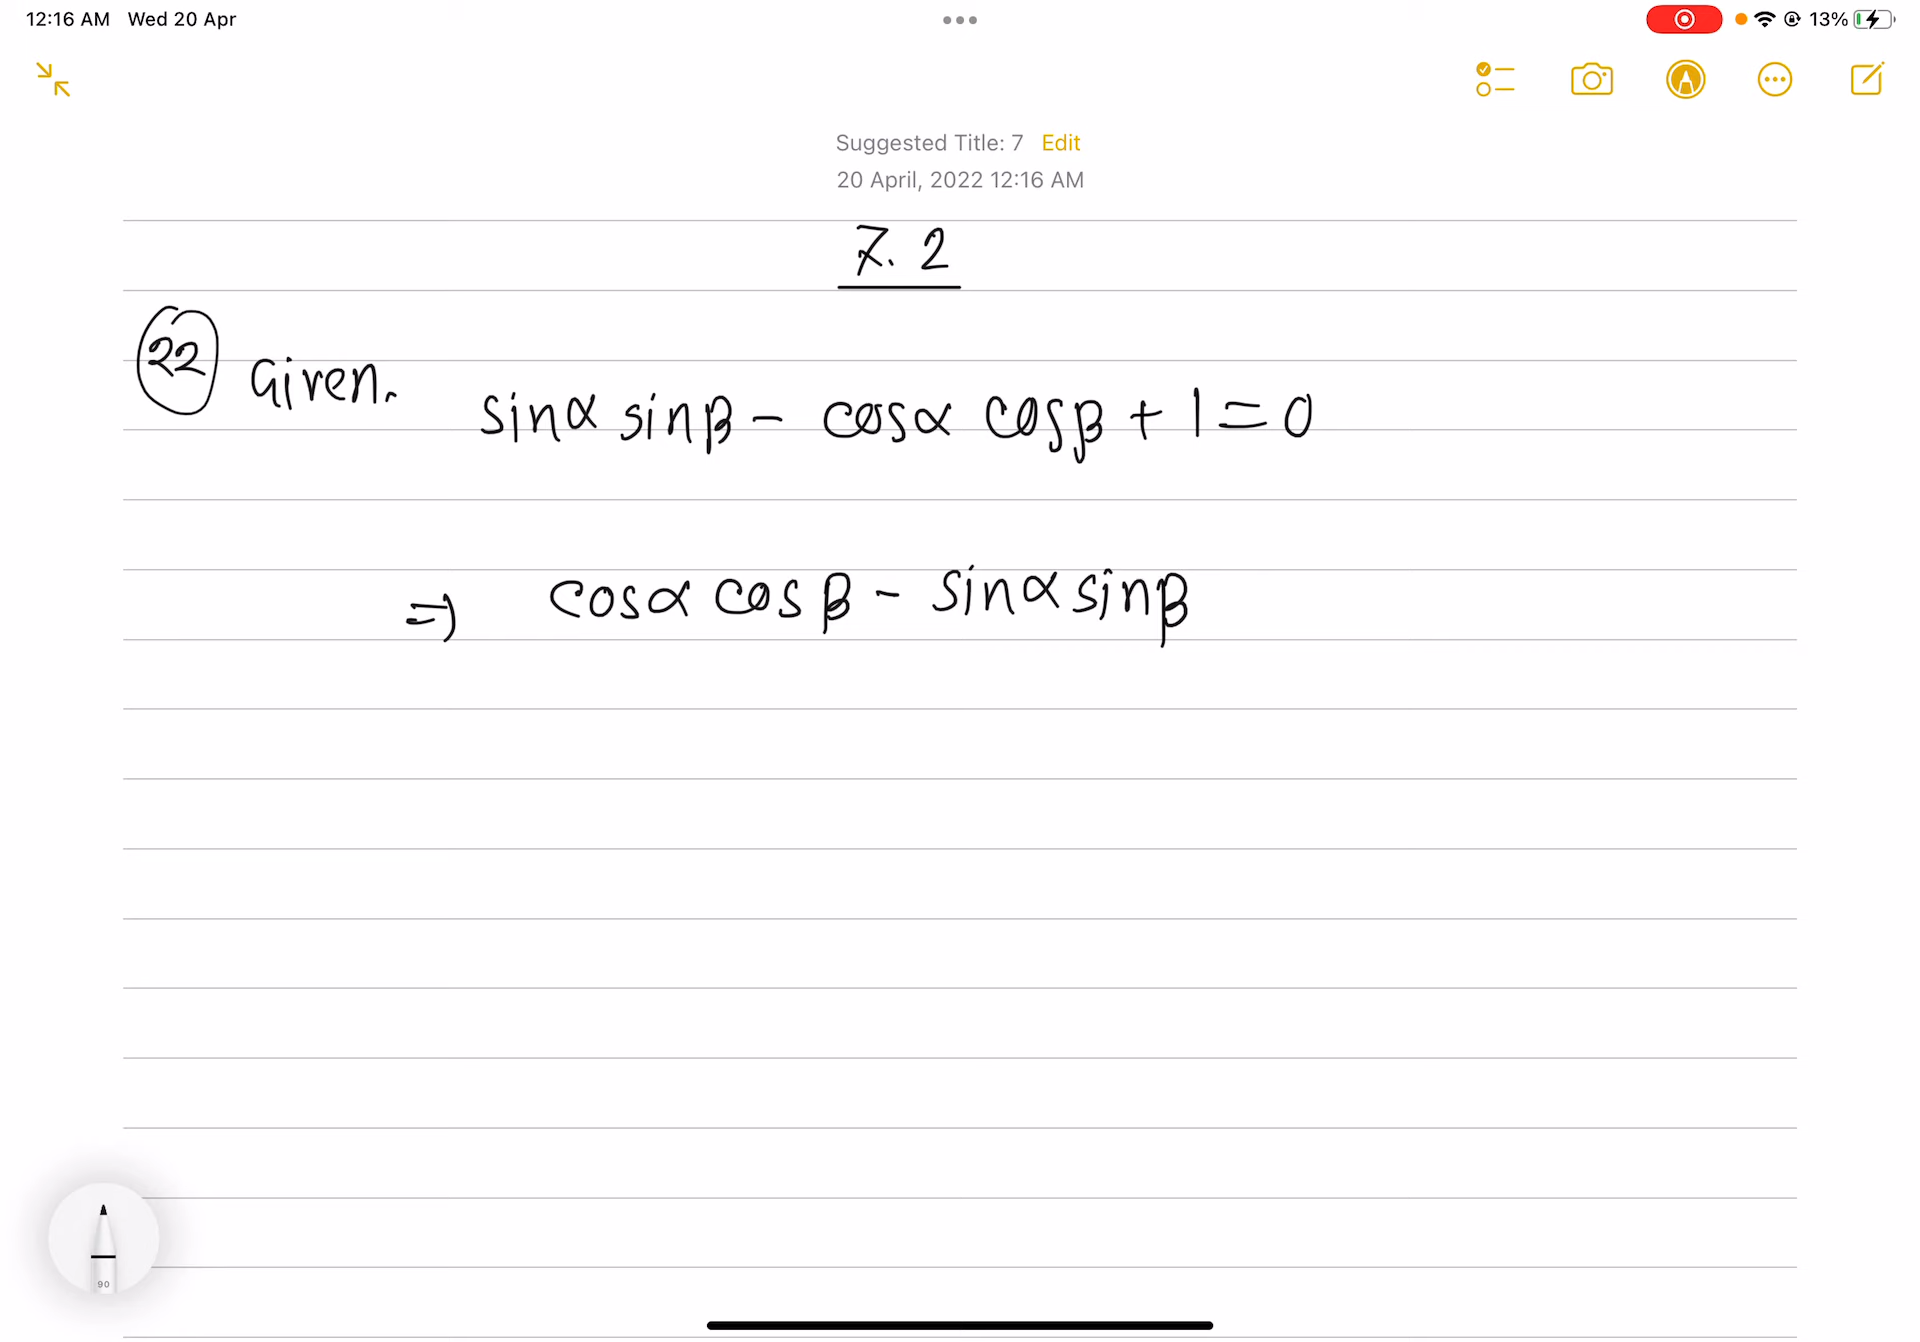 12:16 AM Wed 20 Apr
13%
Suggested Title: 7 Edit
20 April, 2022 12:16 AM
7.2
22 Given.
sinα sinβ - cosα cosβ + 1 = 0
=) cosα cosβ - sinα sinβ
90